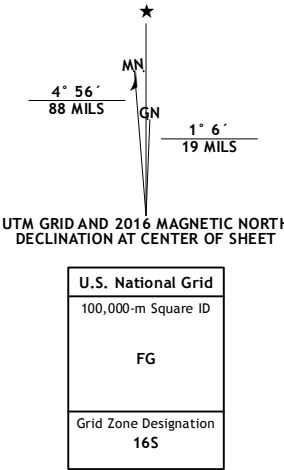 ★
MN
4° 56´
88 MILS
GN
1° 6´
19 MILS
UTM GRID AND 2016 MAGNETIC NORTH
DECLINATION AT CENTER OF SHEET
U.S. National Grid
100,000-m Square ID
FG
Grid Zone Designation
16S